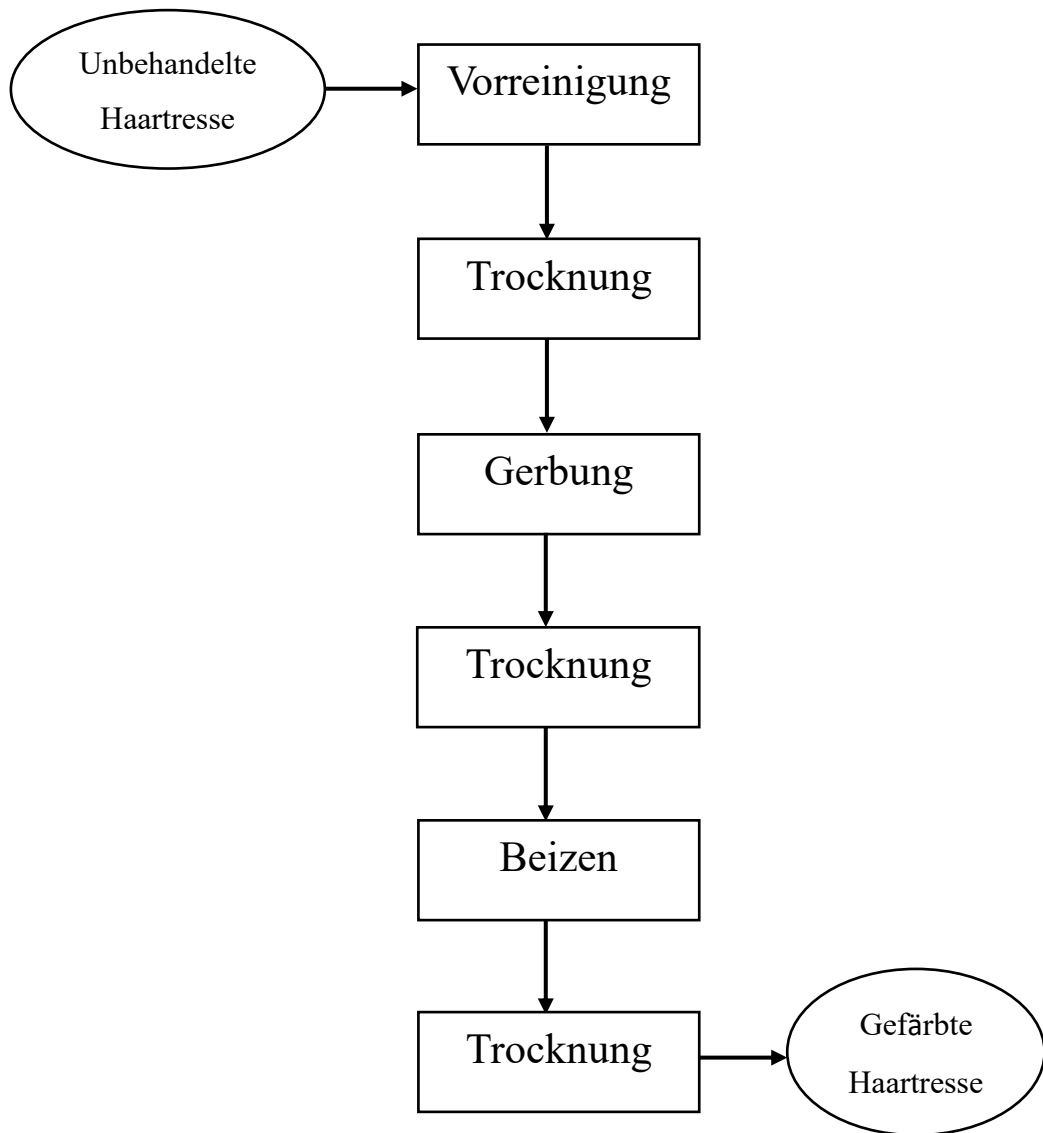 Unbehandelte
Haartresse
Vorreinigung
Trocknung
Gerbung
Trocknung
Beizen
Trocknung
Gefärbte
Haartresse